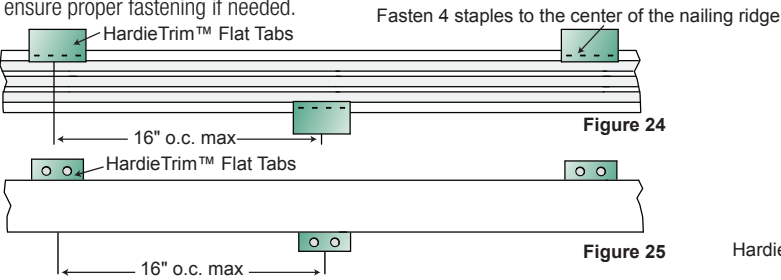 ensure proper fastening if needed.
Fasten 4 staples to the center of the nailing ridge
HardieTrim™ Flat Tabs
Figure 24
16" o.c. max
HardieTrim™ Flat Tabs
Figure 25
Hardie
16" o.c. max